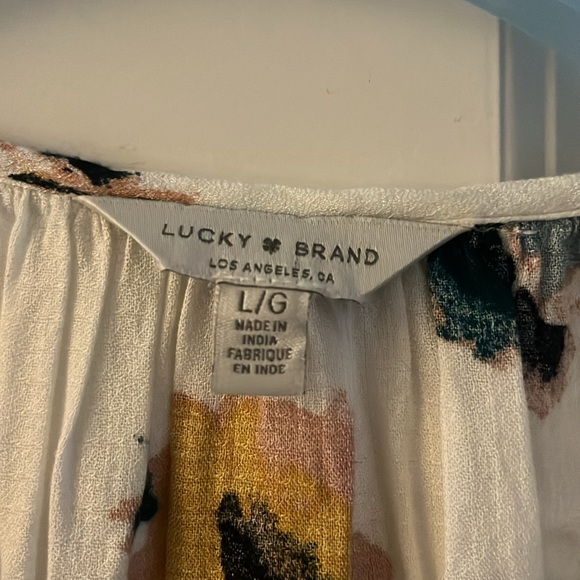 LUCKY BRAND
LOS ANGELES, CA
L/G
MADE IN
INDIA
FABRIQUE
EN INDE